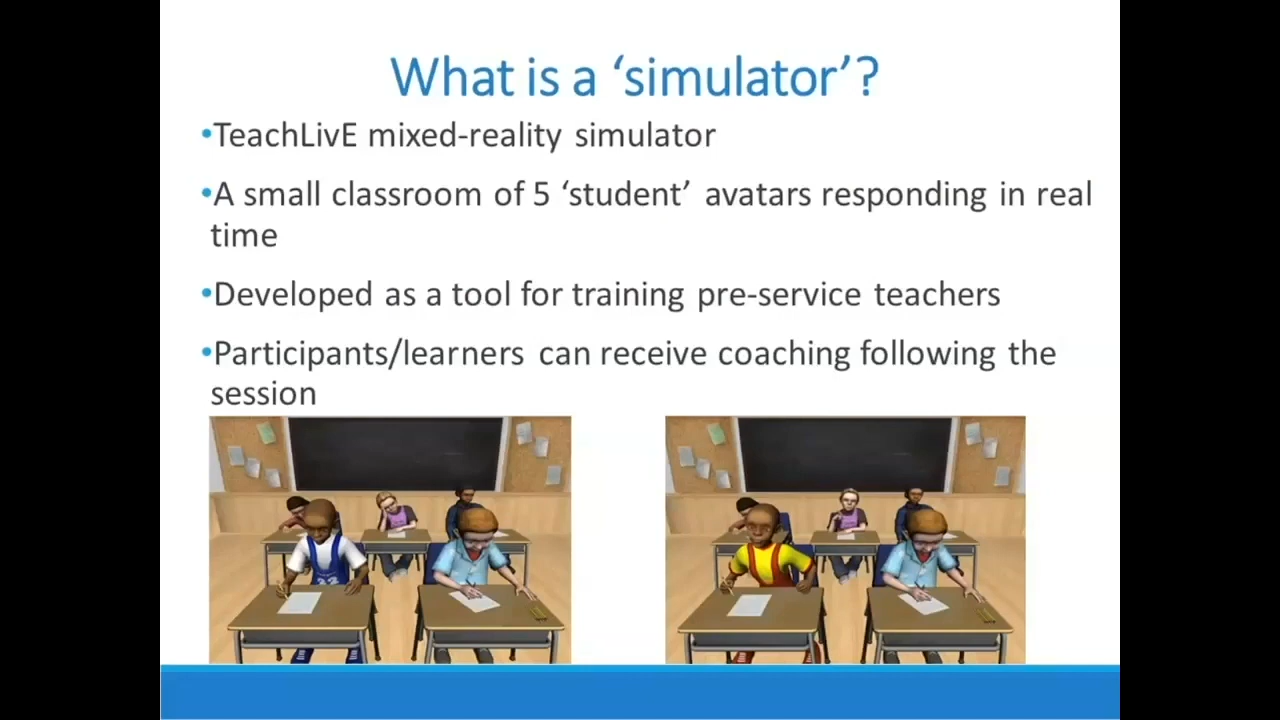 What is a ‘simulator’?
•TeachLivE mixed-reality simulator
•A small classroom of 5 ‘student’ avatars responding in real
time
•Developed as a tool for training pre-service teachers
•Participants/learners can receive coaching following the
session